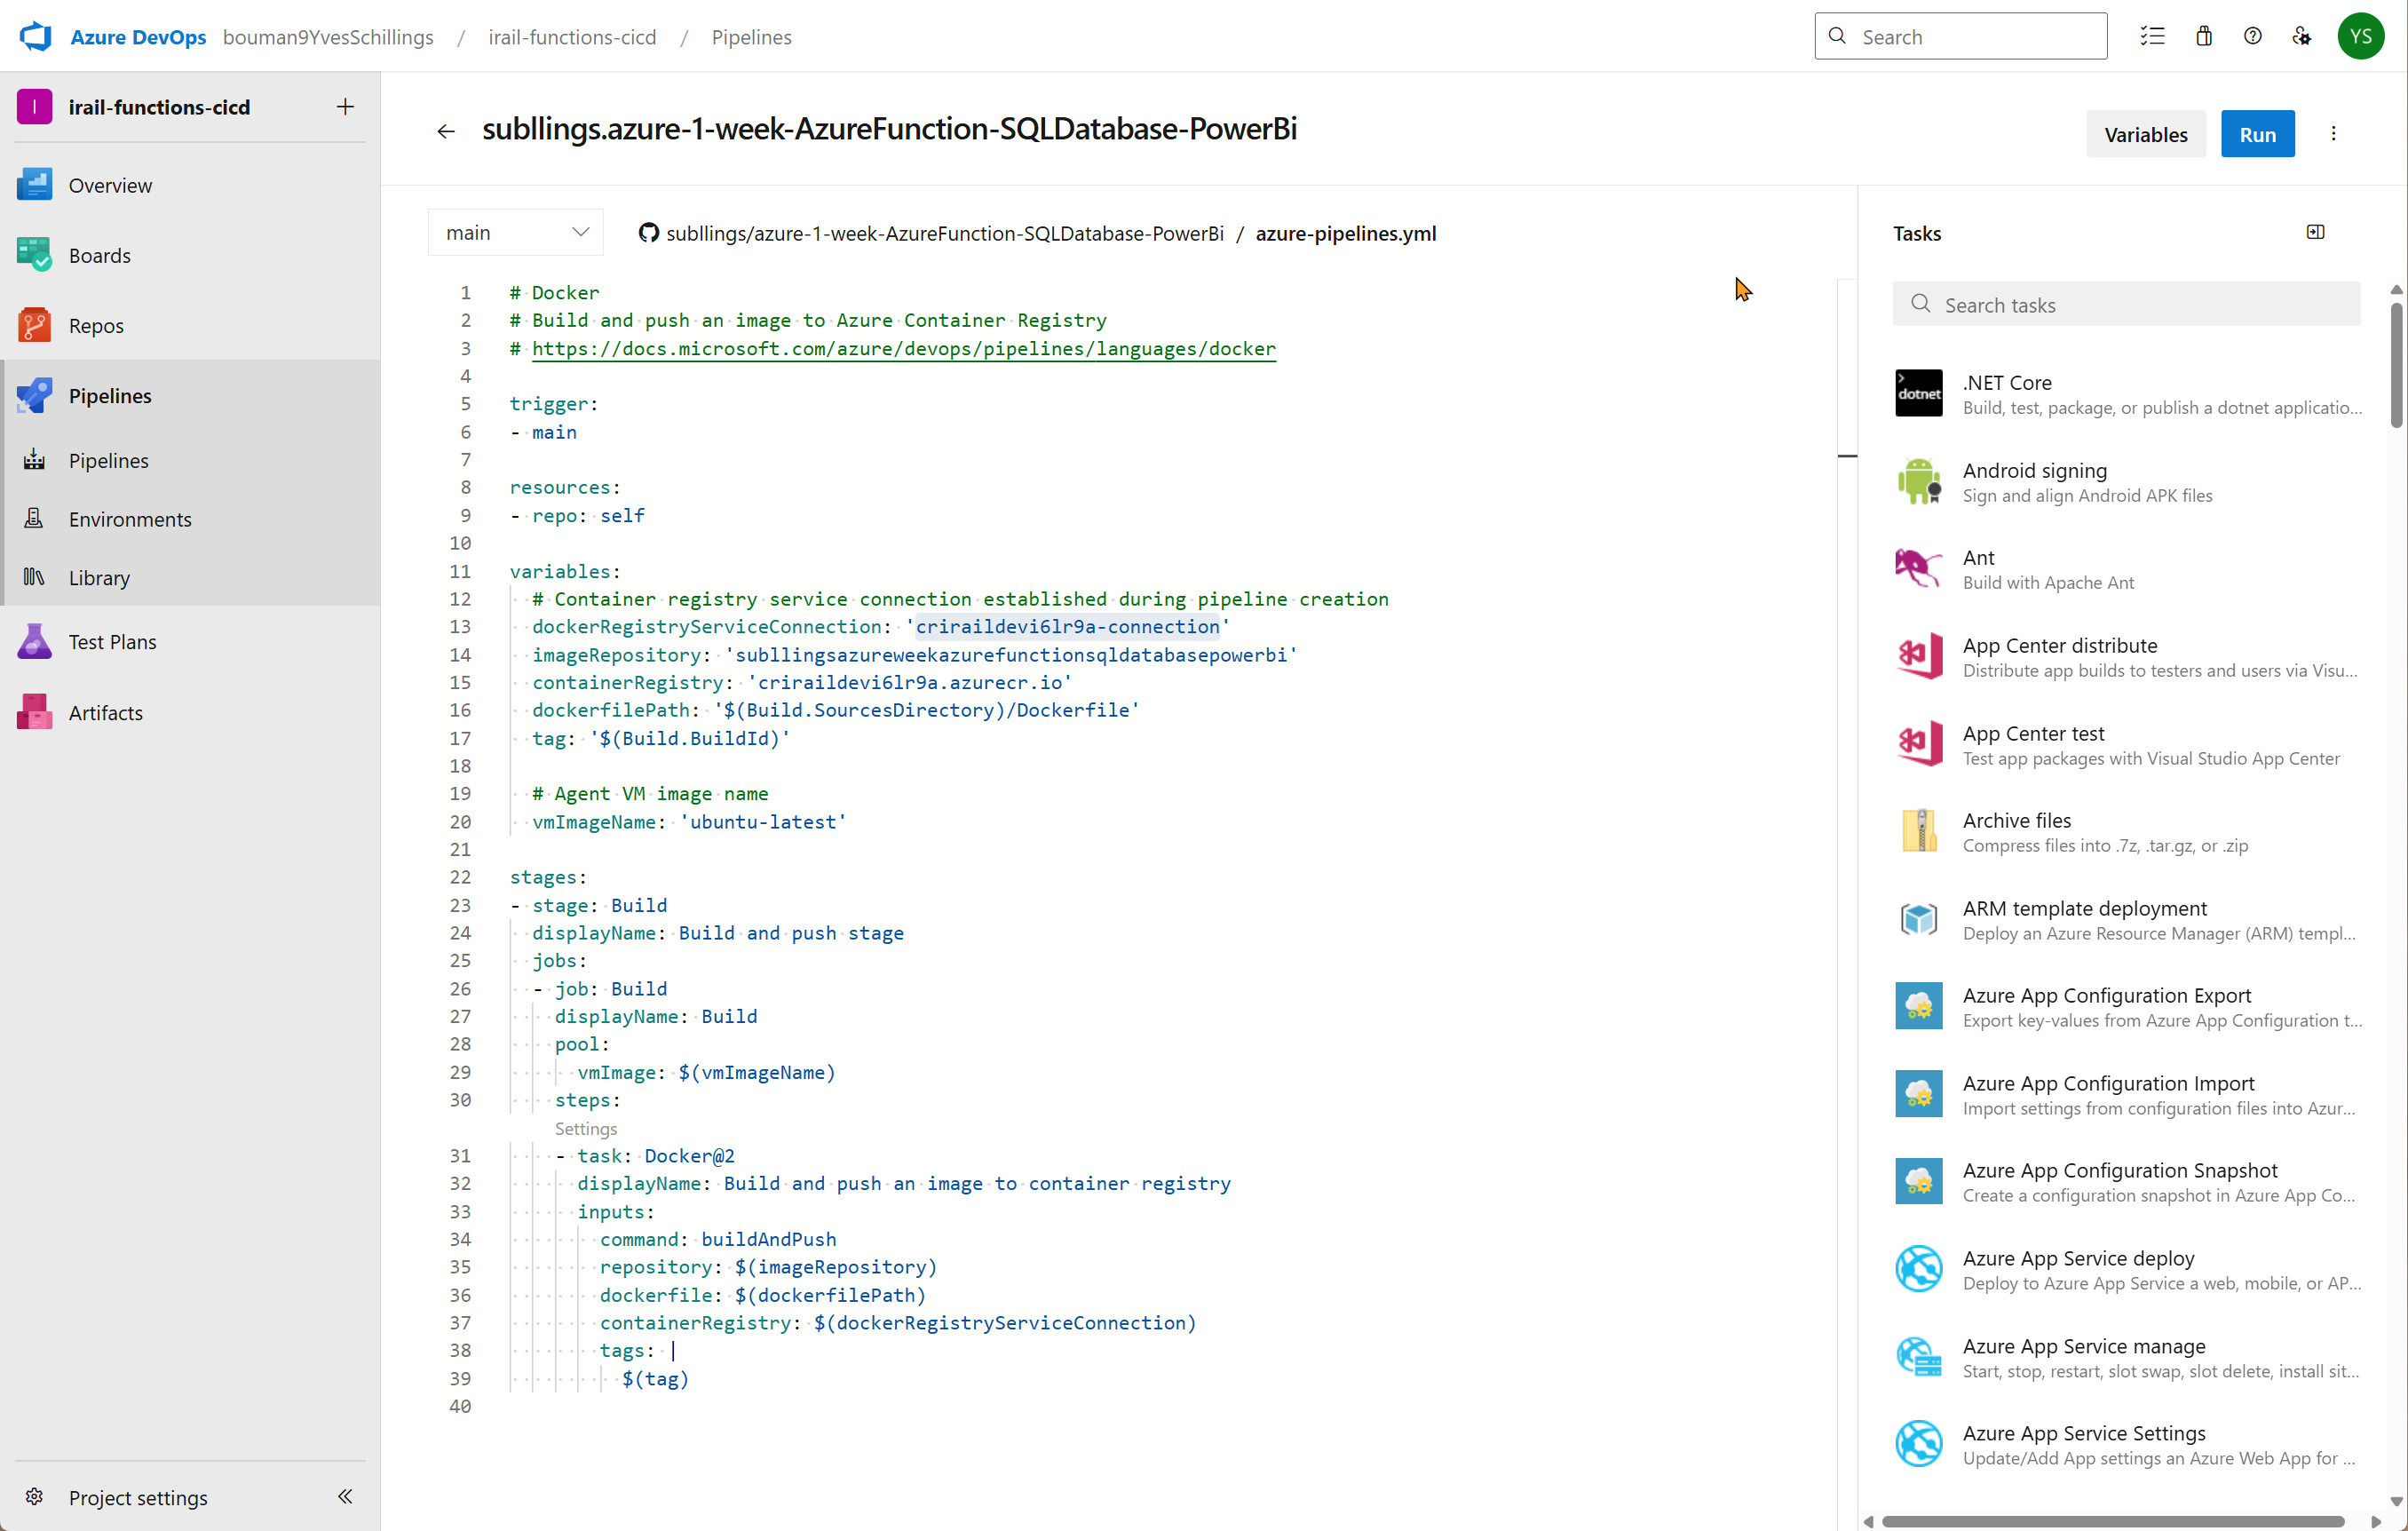 Azure DevOps bouman9YvesSchillings / irail-functions-cicd / Pipelines
Search
YS
I irail-functions-cicd
Overview
Boards
Repos
Pipelines
Pipelines
Environments
Library
Test Plans
Artifacts
Project settings
subllings.azure-1-week-AzureFunction-SQLDatabase-PowerBi
Variables
Run
main
subllings/azure-1-week-AzureFunction-SQLDatabase-PowerBi / azure-pipelines.yml
1 # Docker
2 # Build and push an image to Azure Container Registry
3 # https://docs.microsoft.com/azure/devops/pipelines/languages/docker
4
5 trigger:
6 - main
7
8 resources:
9 - repo: self
10
11 variables:
12 # Container registry service connection established during pipeline creation
13 dockerRegistryServiceConnection: 'criraildevi6lr9a-connection'
14 imageRepository: 'subllingsazureweekazurefunctionsqldatabasepowerbi'
15 containerRegistry: 'criraildevi6lr9a.azurecr.io'
16 dockerfilePath: '$(Build.SourcesDirectory)/Dockerfile'
17 tag: '$(Build.BuildId)'
18
19 # Agent VM image name
20 vmImageName: 'ubuntu-latest'
21
22 stages:
23 - stage: Build
24 displayName: Build and push stage
25 jobs:
26 - job: Build
27 displayName: Build
28 pool:
29 vmImage: $(vmImageName)
30 steps:
Settings
31 - task: Docker@2
32 displayName: Build and push an image to container registry
33 inputs:
34 command: buildAndPush
35 repository: $(imageRepository)
36 dockerfile: $(dockerfilePath)
37 containerRegistry: $(dockerRegistryServiceConnection)
38 tags: |
39 $(tag)
40
Tasks
Search tasks
dotnet
.NET Core
Build, test, package, or publish a dotnet applicatio...
Android signing
Sign and align Android APK files
Ant
Build with Apache Ant
App Center distribute
Distribute app builds to testers and users via Visu...
App Center test
Test app packages with Visual Studio App Center
Archive files
Compress files into .7z, .tar.gz, or .zip
ARM template deployment
Deploy an Azure Resource Manager (ARM) templ...
Azure App Configuration Export
Export key-values from Azure App Configuration t...
Azure App Configuration Import
Import settings from configuration files into Azur...
Azure App Configuration Snapshot
Create a configuration snapshot in Azure App Co...
Azure App Service deploy
Deploy to Azure App Service a web, mobile, or AP...
Azure App Service manage
Start, stop, restart, slot swap, slot delete, install sit...
Azure App Service Settings
Update/Add App settings an Azure Web App for ...